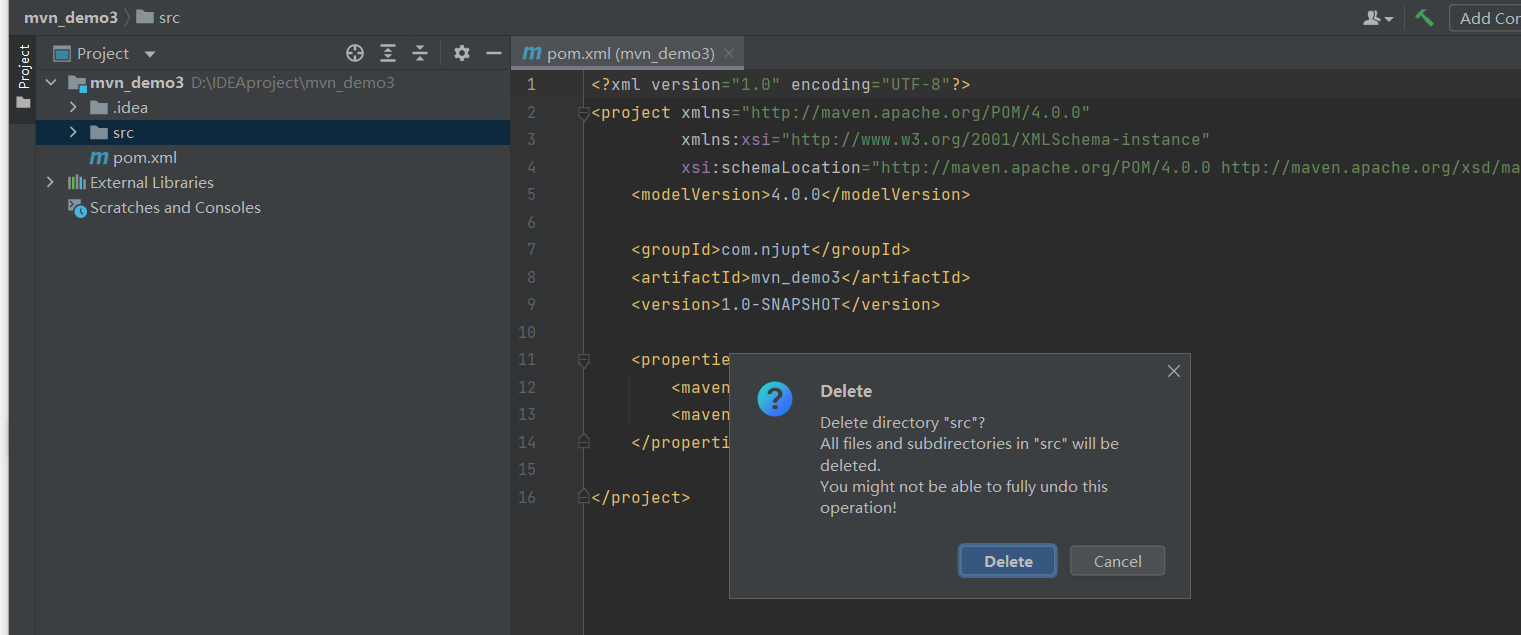 mvn_demo3 src
Add Cor
Project
Project
mvn_demo3 D:\IDEAproject\mvn_demo3
.idea
src
pom.xml
External Libraries
Scratches and Consoles
pom.xml (mvn_demo3)
1 <?xml version="1.0" encoding="UTF-8"?>
2 <project xmlns="http://maven.apache.org/POM/4.0.0"
3 xmlns:xsi="http://www.w3.org/2001/XMLSchema-instance"
4 xsi:schemaLocation="http://maven.apache.org/POM/4.0.0 http://maven.apache.org/xsd/ma
5 <modelVersion>4.0.0</modelVersion>
6
7 <groupId>com.njupt</groupId>
8 <artifactId>mvn_demo3</artifactId>
9 <version>1.0-SNAPSHOT</version>
10
11 <propertie
12 <maven
13 <maven
14 </properti
15
16 </project>
Delete
Delete directory "src"?
All files and subdirectories in "src" will be
deleted.
You might not be able to fully undo this
operation!
Delete Cancel